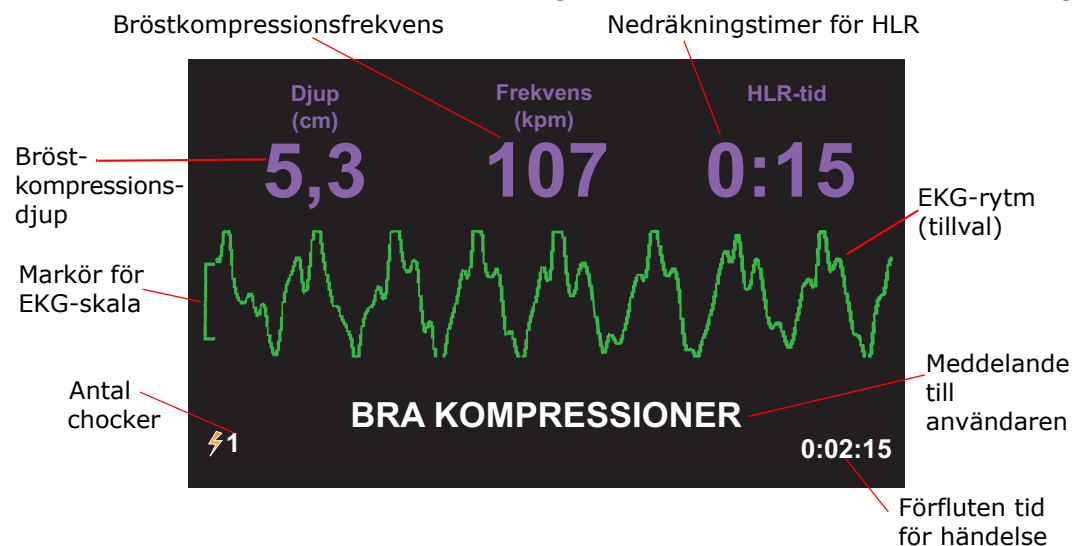 Bröstkompressionsfrekvens
Nedräkningstimer för HLR
Djup
(cm)
Frekvens
(kpm)
HLR-tid
5,3
107
0:15
Bröst-
kompressions-
djup
EKG-rytm
(tillval)
Markör för
EKG-skala
Antal
chocker
Meddelande
till
användaren
BRA KOMPRESSIONER
1
0:02:15
Förfluten tid
för händelse